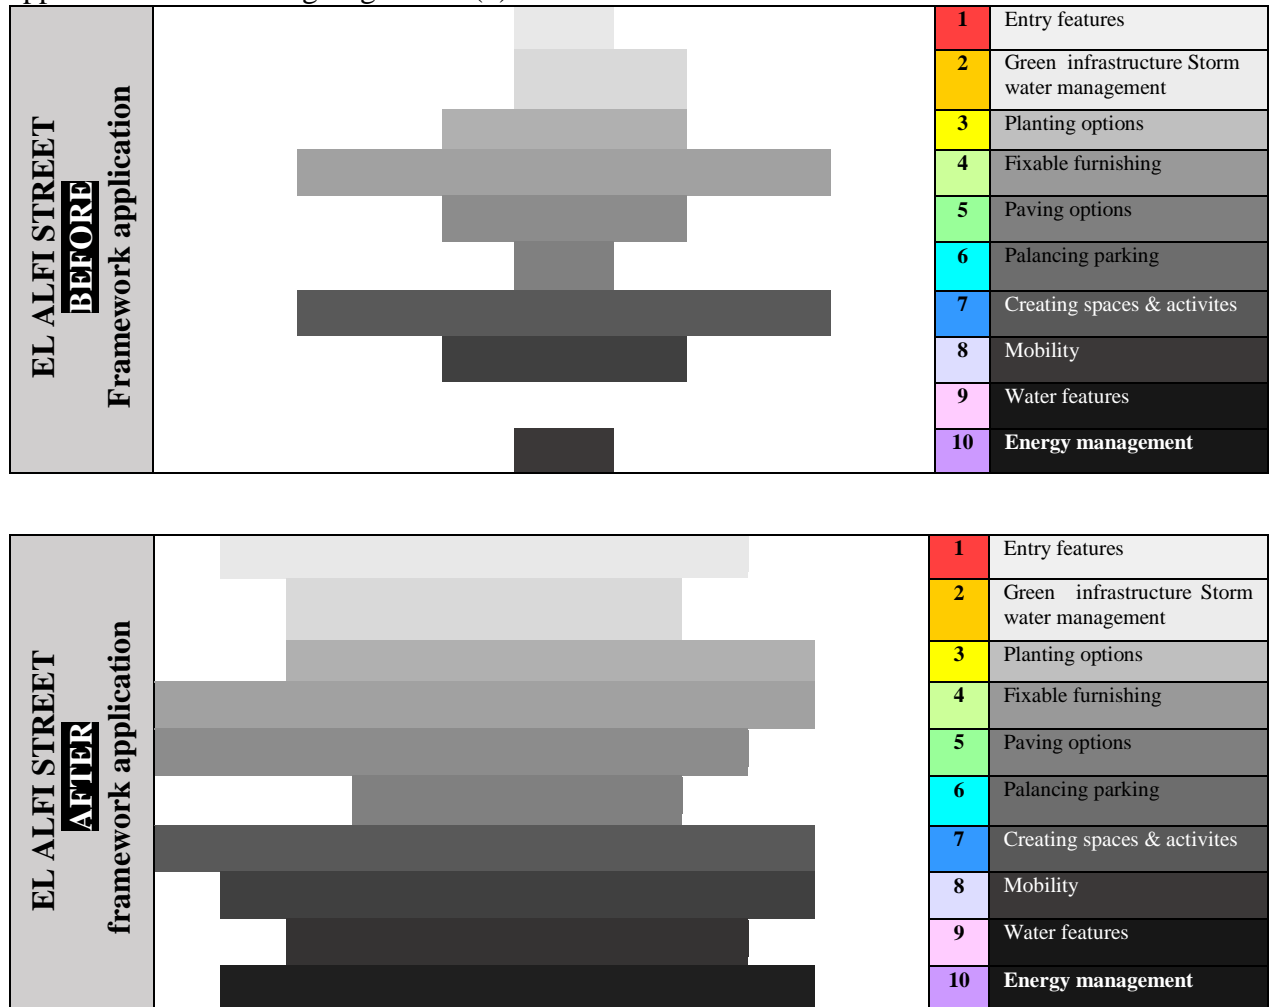 EL ALFI STREET
BEFORE
Framework application
1 Entry features
2 Green infrastructure Storm
water management
3 Planting options
4 Fixable furnishing
5 Paving options
6 Palancing parking
7 Creating spaces & activites
8 Mobility
9 Water features
10 Energy management
EL ALFI STREET
AFTER
framework application
1 Entry features
2 Green infrastructure Storm
water management
3 Planting options
4 Fixable furnishing
5 Paving options
6 Palancing parking
7 Creating spaces & activites
8 Mobility
9 Water features
10 Energy management